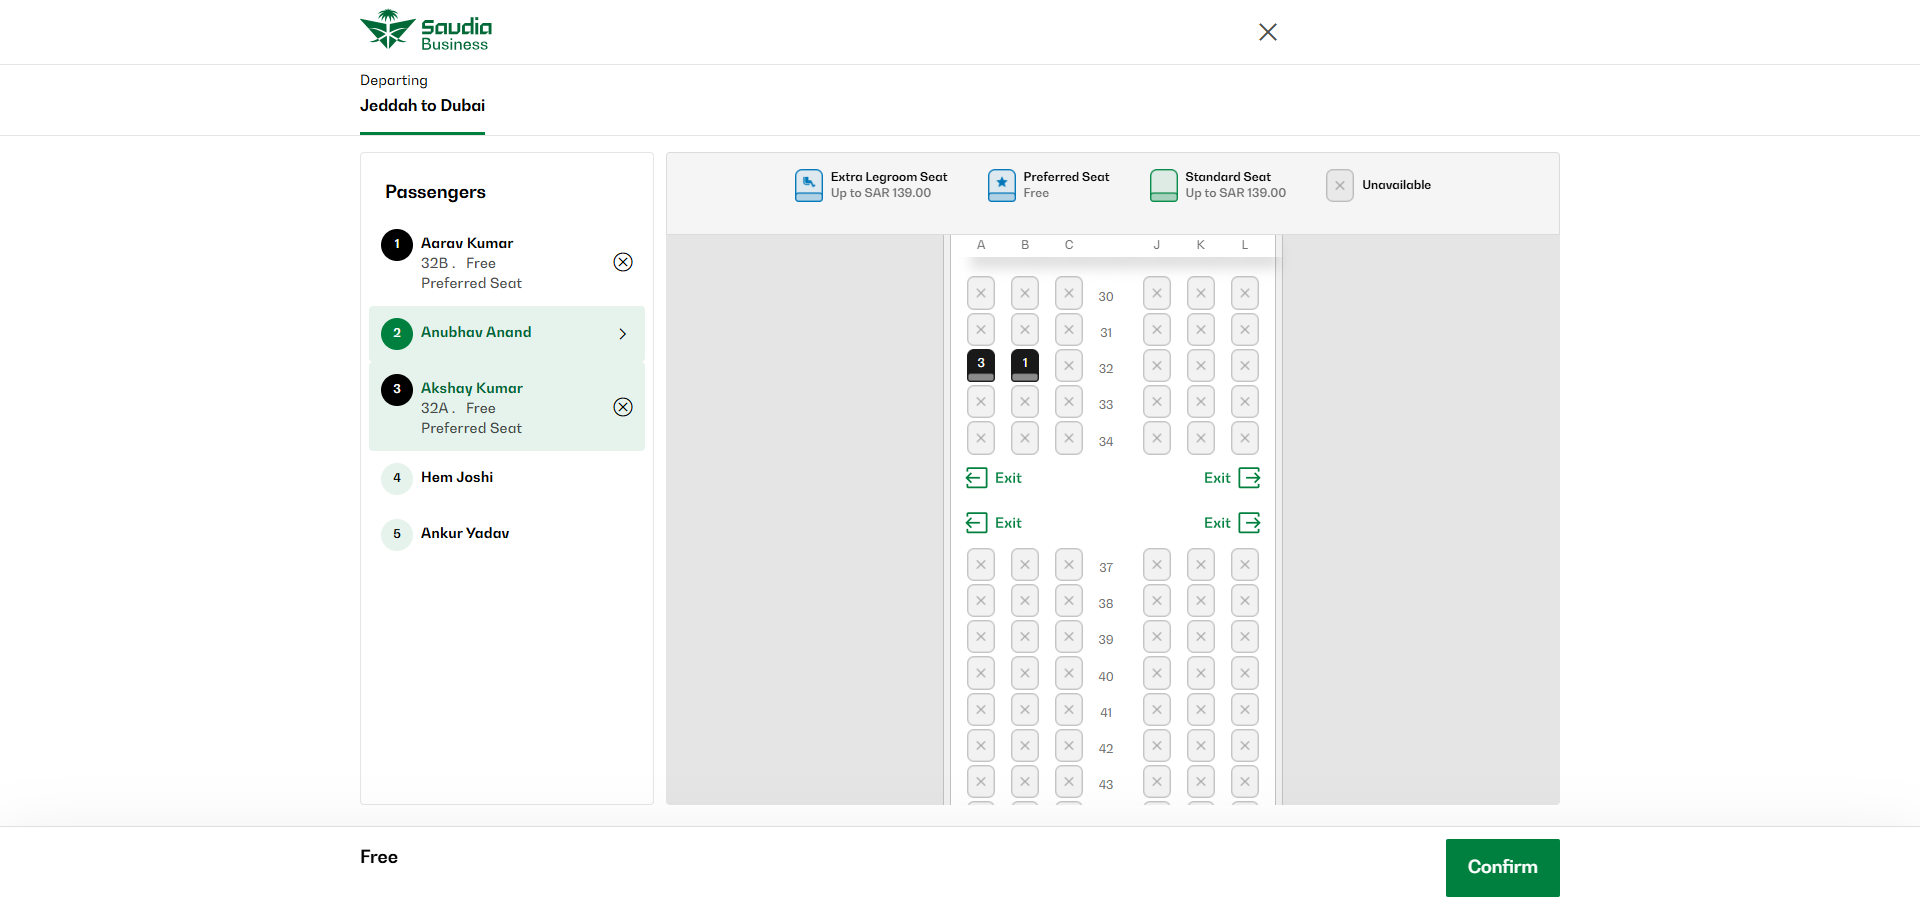 Saudia
Business
Departing
Jeddah to Dubai
Passengers
1 Aarav Kumar
32B . Free
Preferred Seat
2 Anubhav Anand
3 Akshay Kumar
32A . Free
Preferred Seat
4 Hem Joshi
5 Ankur Yadav
Extra Legroom Seat
Up to SAR 139.00
Preferred Seat
Free
Standard Seat
Up to SAR 139.00
Unavailable
A B C J K L
30
31
3 1 32
33
34
Exit Exit
Exit Exit
37
38
39
40
41
42
43
Free
Confirm